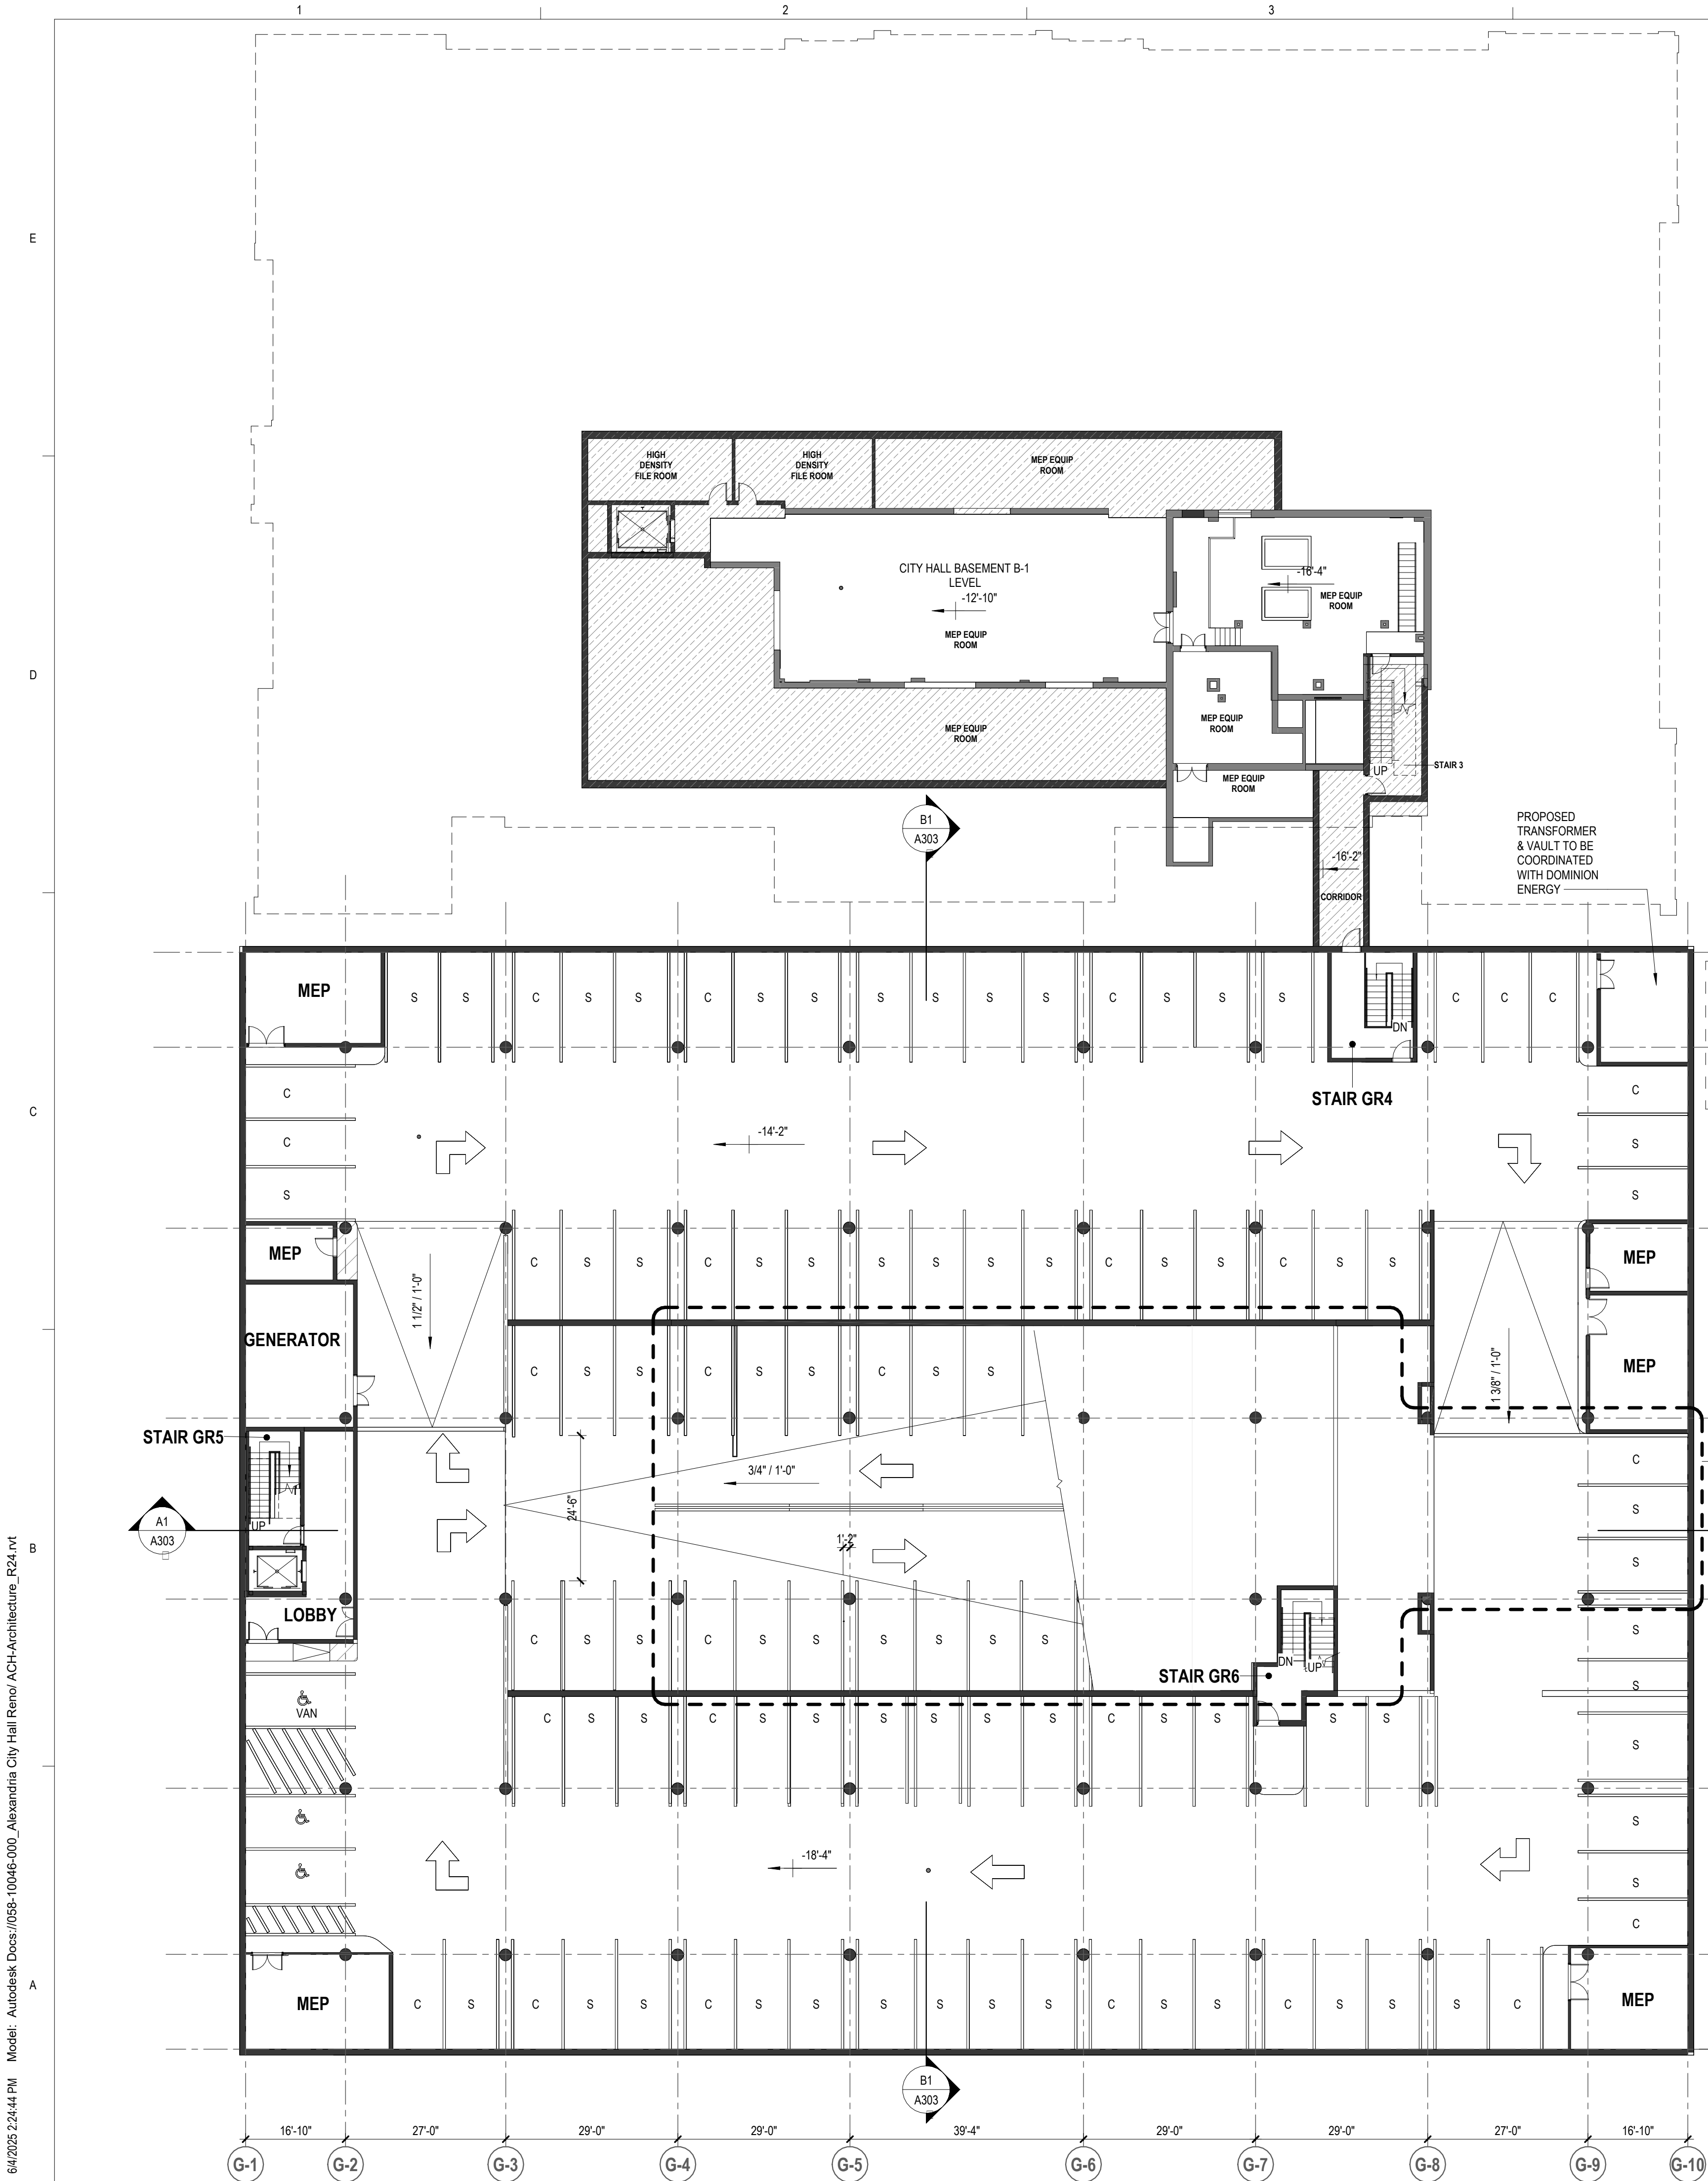 1
2
3
E
D
C
B
A
HIGH
DENSITY
FILE ROOM
HIGH
DENSITY
FILE ROOM
MEP EQUIP
ROOM
CITY HALL BASEMENT B-1
LEVEL
-12'-10"
MEP EQUIP
ROOM
-16'-4"
MEP EQUIP
ROOM
MEP EQUIP
ROOM
MEP EQUIP
ROOM
UP
STAIR 3
MEP EQUIP
ROOM
B1
A303
-16'-2"
CORRIDOR
PROPOSED
TRANSFORMER
& VAULT TO BE
COORDINATED
WITH DOMINION
ENERGY
MEP
S S C S S C S S S S S S C S S S
DN
C C C
STAIR GR4
C
C
S
C
S
S
-14'-2"
MEP
1 1/2" / 1'-0"
C S S C S S S S S S C S S C S S
MEP
GENERATOR
C S S C S S C S S
1 3/8" / 1'-0"
MEP
STAIR GR5
UP
A1
A303
24'-6"
3/4" / 1'-0"
1'-2"
C
S
S
S
S
S
S
S
C
LOBBY
C S S C S S S S S S
STAIR GR6
DN
UP
VAN
C S S C S S S S S S C S S S S
-18'-4"
MEP
C S C S S C S S S S S S C S S C S S S C
MEP
B1
A303
16'-10"
27'-0"
29'-0"
29'-0"
39'-4"
29'-0"
29'-0"
27'-0"
16'-10"
G-1
G-2
G-3
G-4
G-5
G-6
G-7
G-8
G-9
G-10
6/4/2025 2:24:44 PM Model: Autodesk Docs://058-10046-000_Alexandria City Hall Reno/ ACH-Architecture_R24.rvt